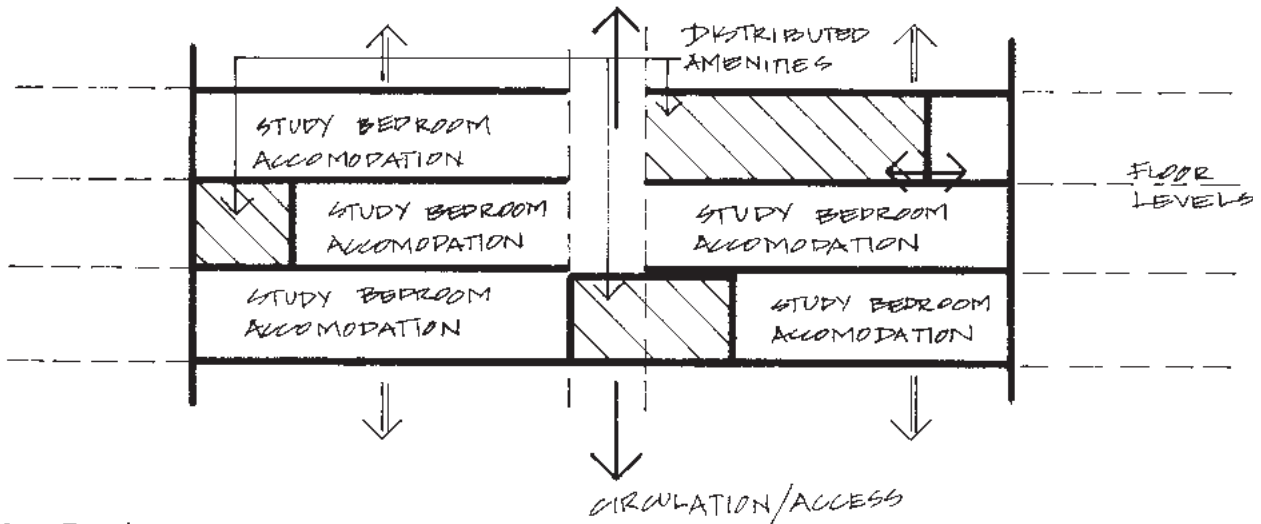 DISTRIBUTED
AMENITIES
STUDY BEDROOM
ACCOMODATION
FLOOR
LEVELS
STUDY BEDROOM
ACCOMODATION
STUDY BEDROOM
ACCOMODATION
STUDY BEDROOM
ACCOMODATION
STUDY BEDROOM
ACCOMODATION
CIRCULATION/ACCESS